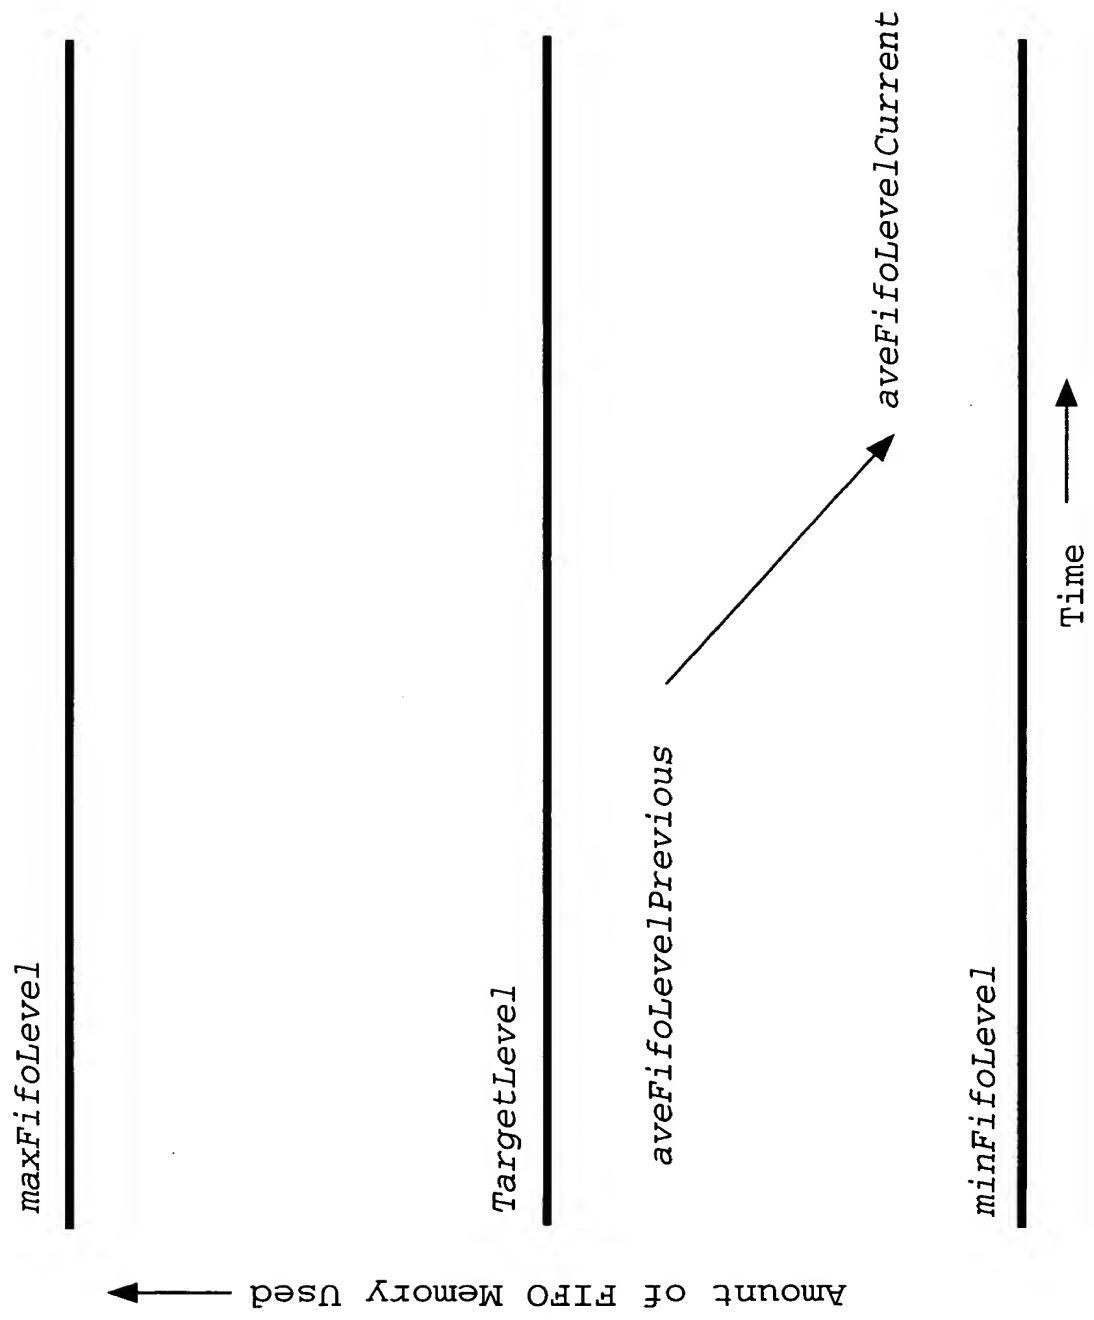 maxFifoLevel
TargetLevel
aveFifoLevelPrevious
aveFifoLevelCurrent
minFifoLevel
Time
Amount of FIFO Memory Used